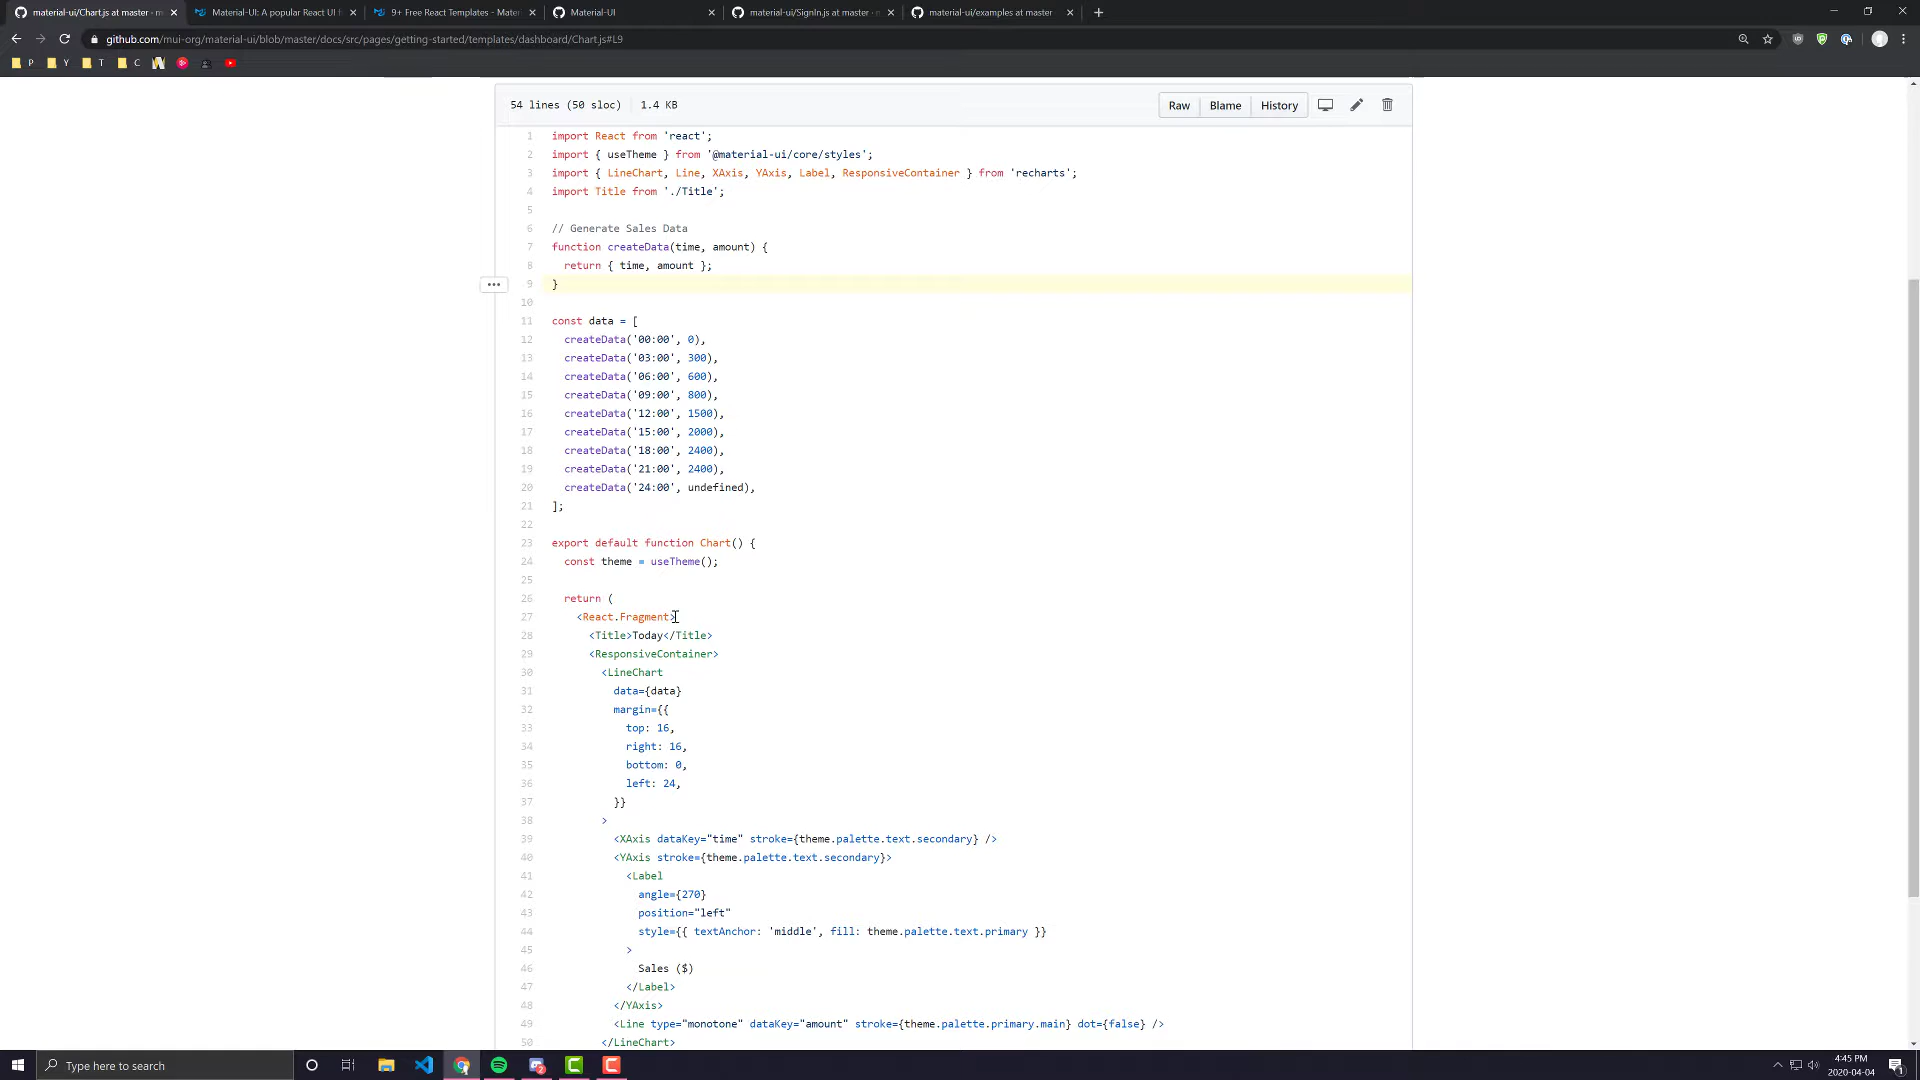 material-ui/Chart.js at master · m
Material-UI: A popular React UI f
9+ Free React Templates - Mater
Material-UI
material-ui/SignIn.js at master ·
material-ui/examples at master
github.com/mui-org/material-ui/blob/master/docs/src/pages/getting-started/templates/dashboard/Chart.js#L9
P Y T C
54 lines (50 sloc) 1.4 KB
Raw Blame History
1 import React from 'react';
2 import { useTheme } from '@material-ui/core/styles';
3 import { LineChart, Line, XAxis, YAxis, Label, ResponsiveContainer } from 'recharts';
4 import Title from './Title';
5
6 // Generate Sales Data
7 function createData(time, amount) {
8 return { time, amount };
9 }
10
11 const data = [
12 createData('00:00', 0),
13 createData('03:00', 300),
14 createData('06:00', 600),
15 createData('09:00', 800),
16 createData('12:00', 1500),
17 createData('15:00', 2000),
18 createData('18:00', 2400),
19 createData('21:00', 2400),
20 createData('24:00', undefined),
21 ];
22
23 export default function Chart() {
24 const theme = useTheme();
25
26 return (
27 <React.Fragment>
28 <Title>Today</Title>
29 <ResponsiveContainer>
30 <LineChart
31 data={data}
32 margin={{
33 top: 16,
34 right: 16,
35 bottom: 0,
36 left: 24,
37 }}
38 >
39 <XAxis dataKey="time" stroke={theme.palette.text.secondary} />
40 <YAxis stroke={theme.palette.text.secondary}>
41 <Label
42 angle={270}
43 position="left"
44 style={{ textAnchor: 'middle', fill: theme.palette.text.primary }}
45 >
46 Sales ($)
47 </Label>
48 </YAxis>
49 <Line type="monotone" dataKey="amount" stroke={theme.palette.primary.main} dot={false} />
50 </LineChart>
Type here to search
4:45 PM
2020-04-04